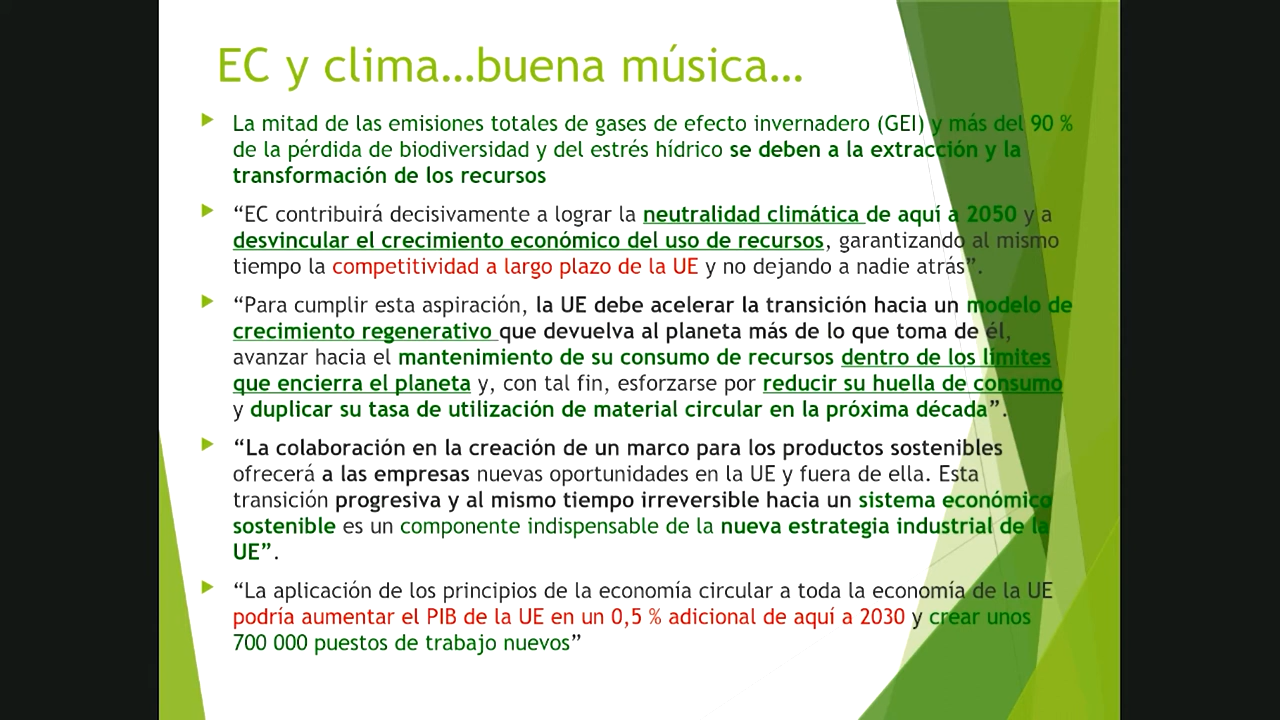 EC y clima...buena música...
La mitad de las emisiones totales de gases de efecto invernadero (GEI) y más del 90 %
de la pérdida de biodiversidad y del estrés hídrico se deben a la extracción y la
transformación de los recursos
“EC contribuirá decisivamente a lograr la neutralidad climática de aquí a 2050 y a
desvincular el crecimiento económico del uso de recursos, garantizando al mismo
tiempo la competitividad a largo plazo de la UE y no dejando a nadie atrás”.
“Para cumplir esta aspiración, la UE debe acelerar la transición hacia un modelo de
crecimiento regenerativo que devuelva al planeta más de lo que toma de él,
avanzar hacia el mantenimiento de su consumo de recursos dentro de los límites
que encierra el planeta y, con tal fin, esforzarse por reducir su huella de consumo
y duplicar su tasa de utilización de material circular en la próxima década”.
“La colaboración en la creación de un marco para los productos sostenibles
ofrecerá a las empresas nuevas oportunidades en la UE y fuera de ella. Esta
transición progresiva y al mismo tiempo irreversible hacia un sistema económico
sostenible es un componente indispensable de la nueva estrategia industrial de la
UE”.
“La aplicación de los principios de la economía circular a toda la economía de la UE
podría aumentar el PIB de la UE en un 0,5 % adicional de aquí a 2030 y crear unos
700 000 puestos de trabajo nuevos”